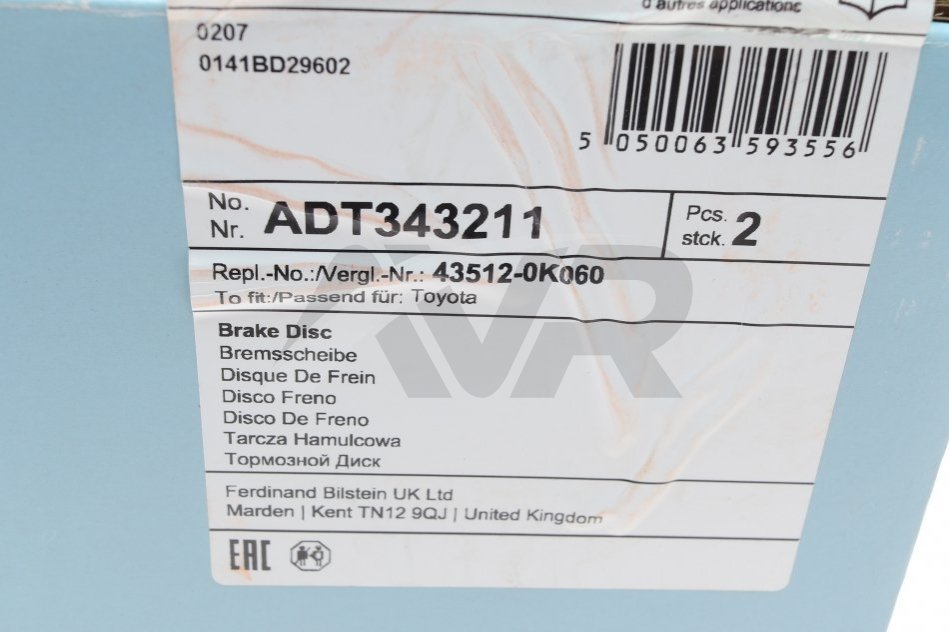 d'autres applications
0207
0141BD29602
5 050063 593556
No.
Nr. ADT343211
Pcs.
stck. 2
Repl.-No.:/Vergl.-Nr.: 43512-0K060
To fit:/Passend für: Toyota
Brake Disc
Bremsscheibe
Disque De Frein
Disco Freno
Disco De Freno
Tarcza Hamulcowa
Тормозной Диск
Ferdinand Bilstein UK Ltd
Marden | Kent TN12 9QJ | United Kingdom
EAC
VR